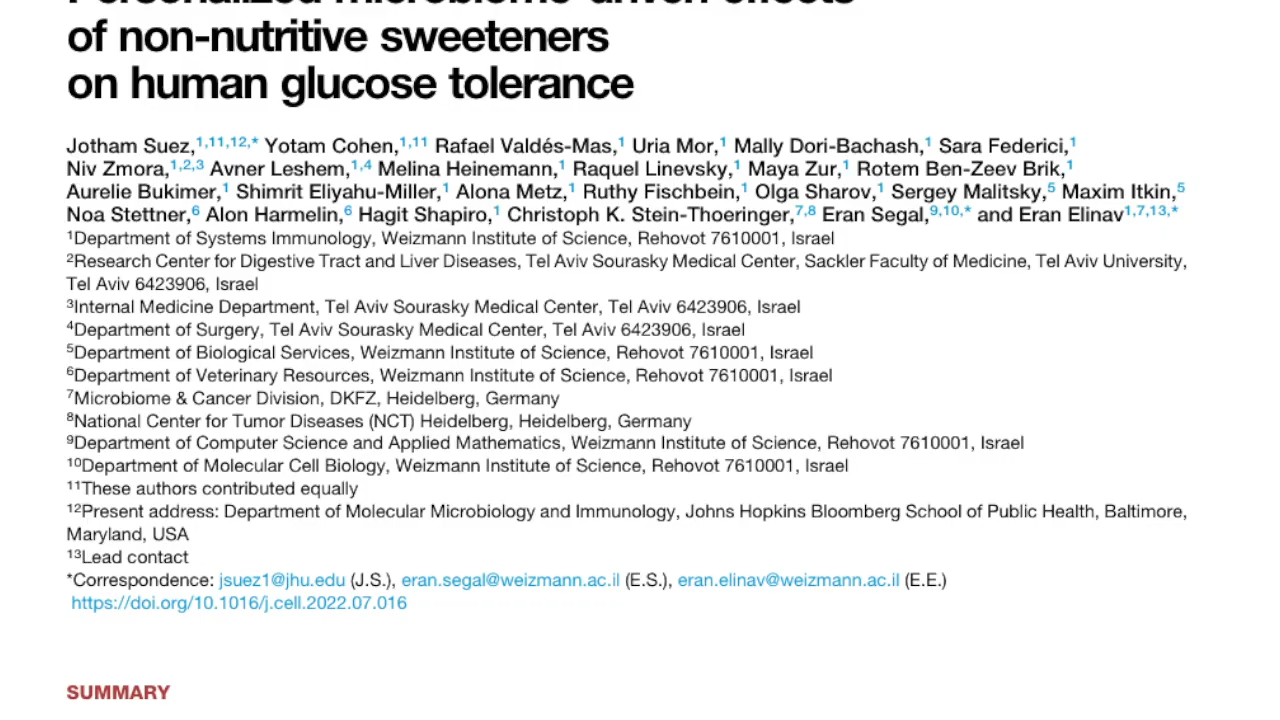 Personalized microbiome-driven effects
of non-nutritive sweeteners
on human glucose tolerance
Jotham Suez,1,11,12,* Yotam Cohen,1,11 Rafael Valdés-Mas,1 Uria Mor,1 Mally Dori-Bachash,1 Sara Federici,1
Niv Zmora,1,2,3 Avner Leshem,1,4 Melina Heinemann,1 Raquel Linevsky,1 Maya Zur,1 Rotem Ben-Zeev Brik,1
Aurelie Bukimer,1 Shimrit Eliyahu-Miller,1 Alona Metz,1 Ruthy Fischbein,1 Olga Sharov,1 Sergey Malitsky,5 Maxim Itkin,5
Noa Stettner,6 Alon Harmelin,6 Hagit Shapiro,1 Christoph K. Stein-Thoeringer,7,8 Eran Segal,9,10,* and Eran Elinav1,7,13,*
1Department of Systems Immunology, Weizmann Institute of Science, Rehovot 7610001, Israel
2Research Center for Digestive Tract and Liver Diseases, Tel Aviv Sourasky Medical Center, Sackler Faculty of Medicine, Tel Aviv University,
Tel Aviv 6423906, Israel
3Internal Medicine Department, Tel Aviv Sourasky Medical Center, Tel Aviv 6423906, Israel
4Department of Surgery, Tel Aviv Sourasky Medical Center, Tel Aviv 6423906, Israel
5Department of Biological Services, Weizmann Institute of Science, Rehovot 7610001, Israel
6Department of Veterinary Resources, Weizmann Institute of Science, Rehovot 7610001, Israel
7Microbiome & Cancer Division, DKFZ, Heidelberg, Germany
8National Center for Tumor Diseases (NCT) Heidelberg, Heidelberg, Germany
9Department of Computer Science and Applied Mathematics, Weizmann Institute of Science, Rehovot 7610001, Israel
10Department of Molecular Cell Biology, Weizmann Institute of Science, Rehovot 7610001, Israel
11These authors contributed equally
12Present address: Department of Molecular Microbiology and Immunology, Johns Hopkins Bloomberg School of Public Health, Baltimore,
Maryland, USA
13Lead contact
*Correspondence: jsuez1@jhu.edu (J.S.), eran.segal@weizmann.ac.il (E.S.), eran.elinav@weizmann.ac.il (E.E.)
https://doi.org/10.1016/j.cell.2022.07.016
SUMMARY